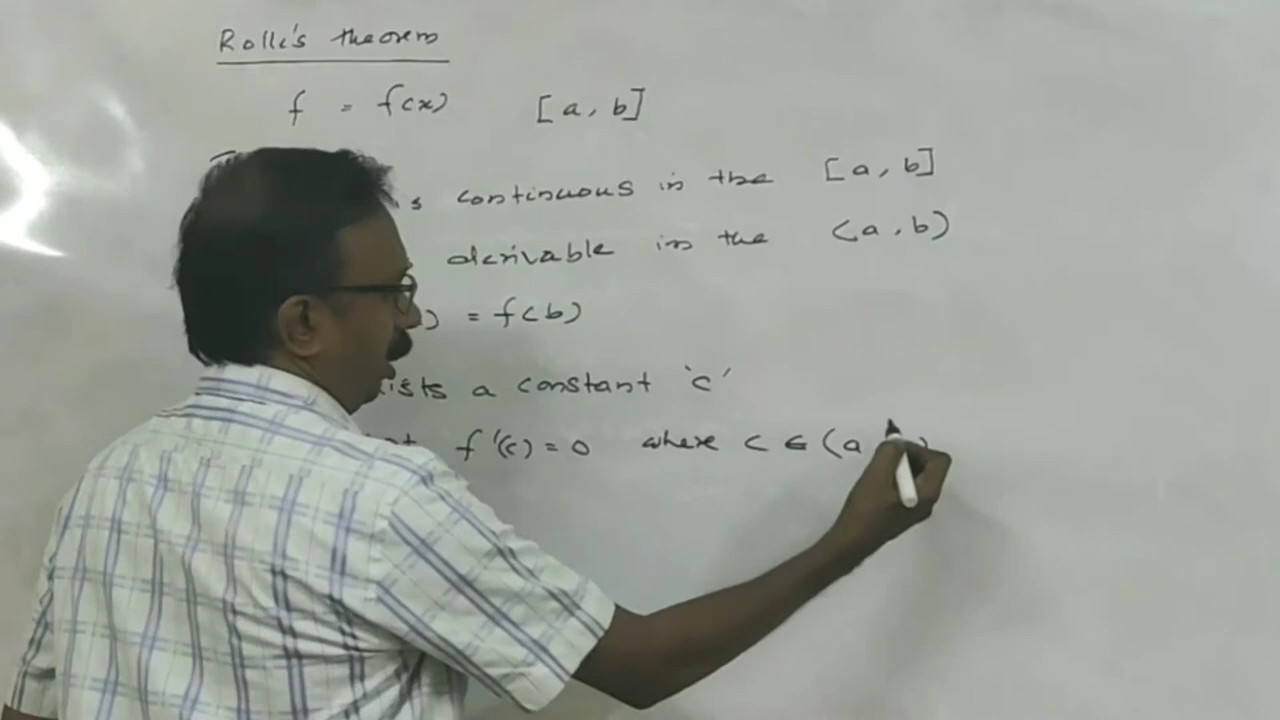 Rolle's theorem
f = f(x) [a, b]
s continuous in the [a, b]
derivable in the (a, b)
) = f(b)
ists a constant 'c'
f'(c) = 0 where c ∈ (a )